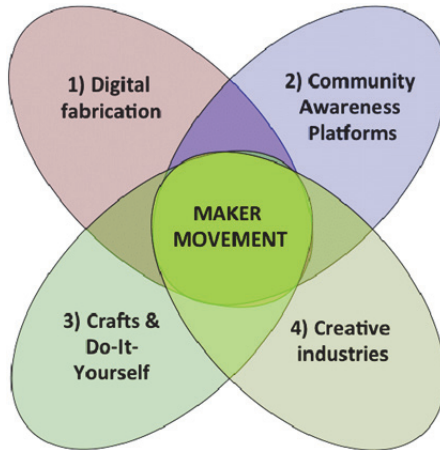 1) Digital
fabrication
2) Community
Awareness
Platforms
MAKER
MOVEMENT
3) Crafts &
Do-It-
Yourself
4) Creative
industries